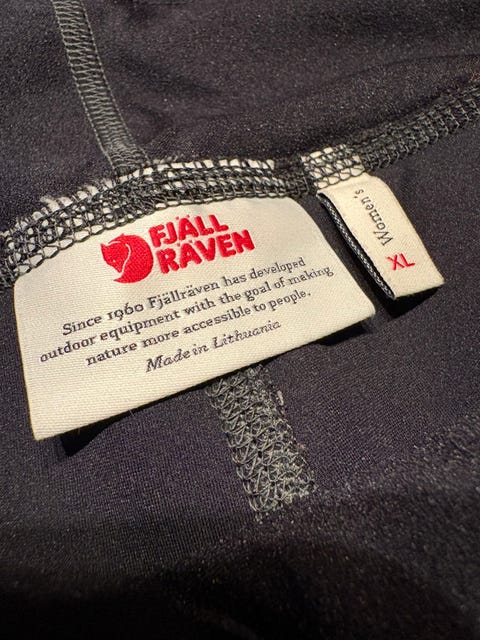 FJÄLL
RÄVEN
Since 1960 Fjällräven has developed
outdoor equipment with the goal of making
nature more accessible to people.
Made in Lithuania
Women's
XL